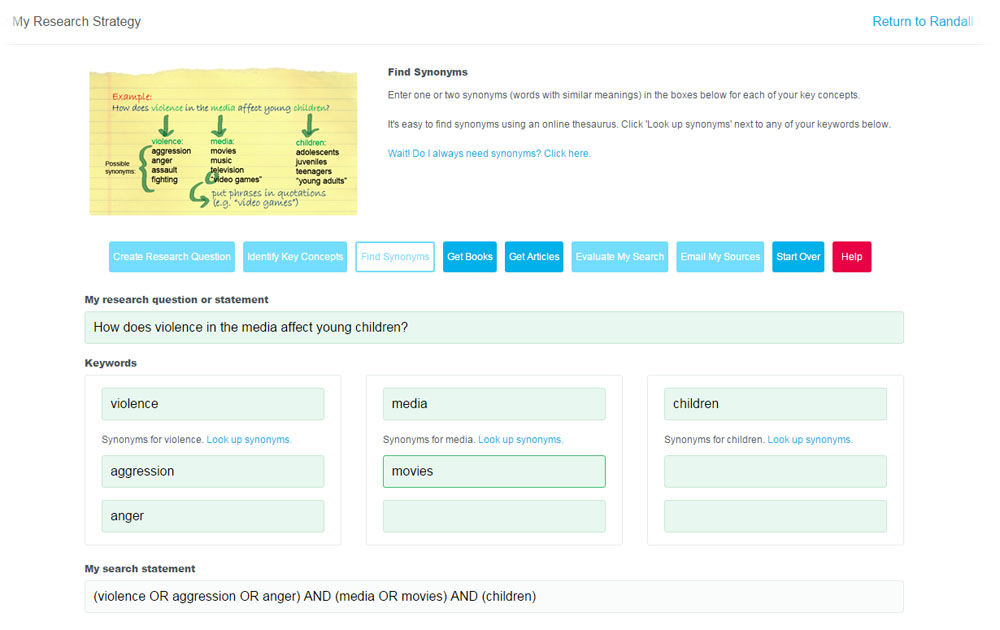 My Research Strategy
Return to Randall
Find Synonyms
Enter one or two synonyms (words with similar meanings) in the boxes below for each of your key concepts.
It's easy to find synonyms using an online thesaurus. Click 'Look up synonyms' next to any of your keywords below.
Wait! Do I always need synonyms? Click here.
Example:
How does violence in the media affect young children?
violence: media: children:
Possible synonyms:
aggression movies adolescents
anger music juveniles
assault television teenagers
fighting "video games" "young adults"
put phrases in quotations
(e.g. "video games")
Create Research Question Identify Key Concepts Find Synonyms Get Books Get Articles Evaluate My Search Email My Sources Start Over Help
My research question or statement
How does violence in the media affect young children?
Keywords
violence media children
Synonyms for violence. Look up synonyms. Synonyms for media. Look up synonyms. Synonyms for children. Look up synonyms.
aggression movies
anger
My search statement
(violence OR aggression OR anger) AND (media OR movies) AND (children)